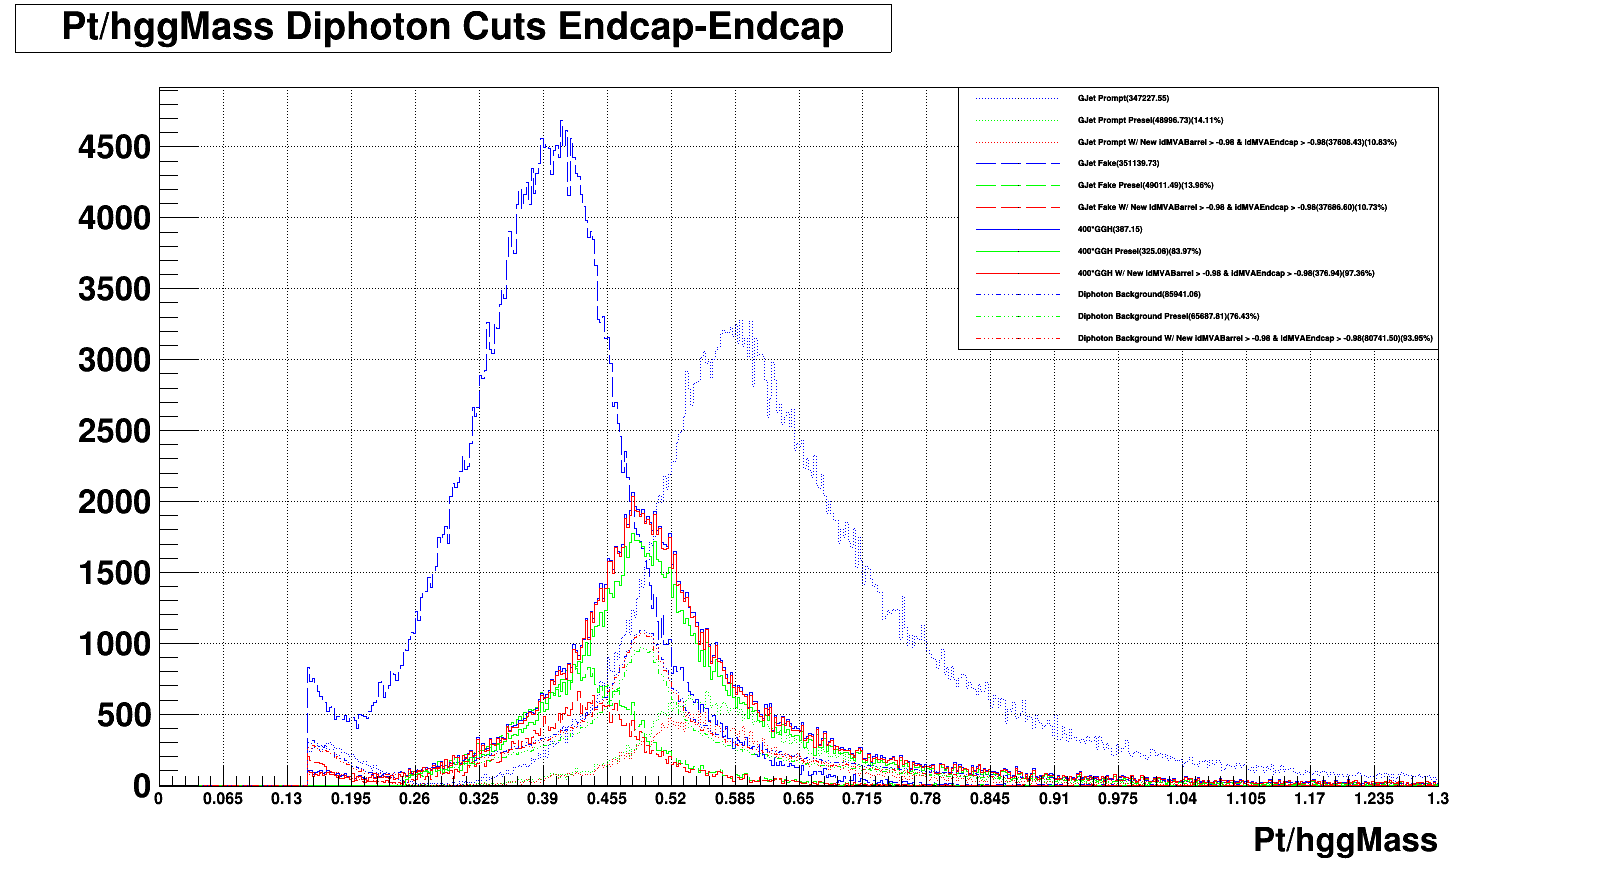 Pt/hggMass Diphoton Cuts Endcap-Endcap
GJet Prompt(347227.55)
GJet Prompt Presel(48996.73)(14.11%)
GJet Prompt W/ New IdMVABarrel > -0.98 & IdMVAEndcap > -0.98(37608.43)(10.83%)
GJet Fake(351139.73)
GJet Fake Presel(49011.49)(13.96%)
GJet Fake W/ New IdMVABarrel > -0.98 & IdMVAEndcap > -0.98(37686.60)(10.73%)
400*GGH(387.15)
400*GGH Presel(325.08)(83.97%)
400*GGH W/ New IdMVABarrel > -0.98 & IdMVAEndcap > -0.98(376.94)(97.36%)
Diphoton Background(85941.06)
Diphoton Background Presel(65687.81)(76.43%)
Diphoton Background W/ New IdMVABarrel > -0.98 & IdMVAEndcap > -0.98(80741.50)(93.95%)
4500
4000
3500
3000
2500
2000
1500
1000
500
0
0 0.065 0.13 0.195 0.26 0.325 0.39 0.455 0.52 0.585 0.65 0.715 0.78 0.845 0.91 0.975 1.04 1.105 1.17 1.235 1.3
Pt/hggMass